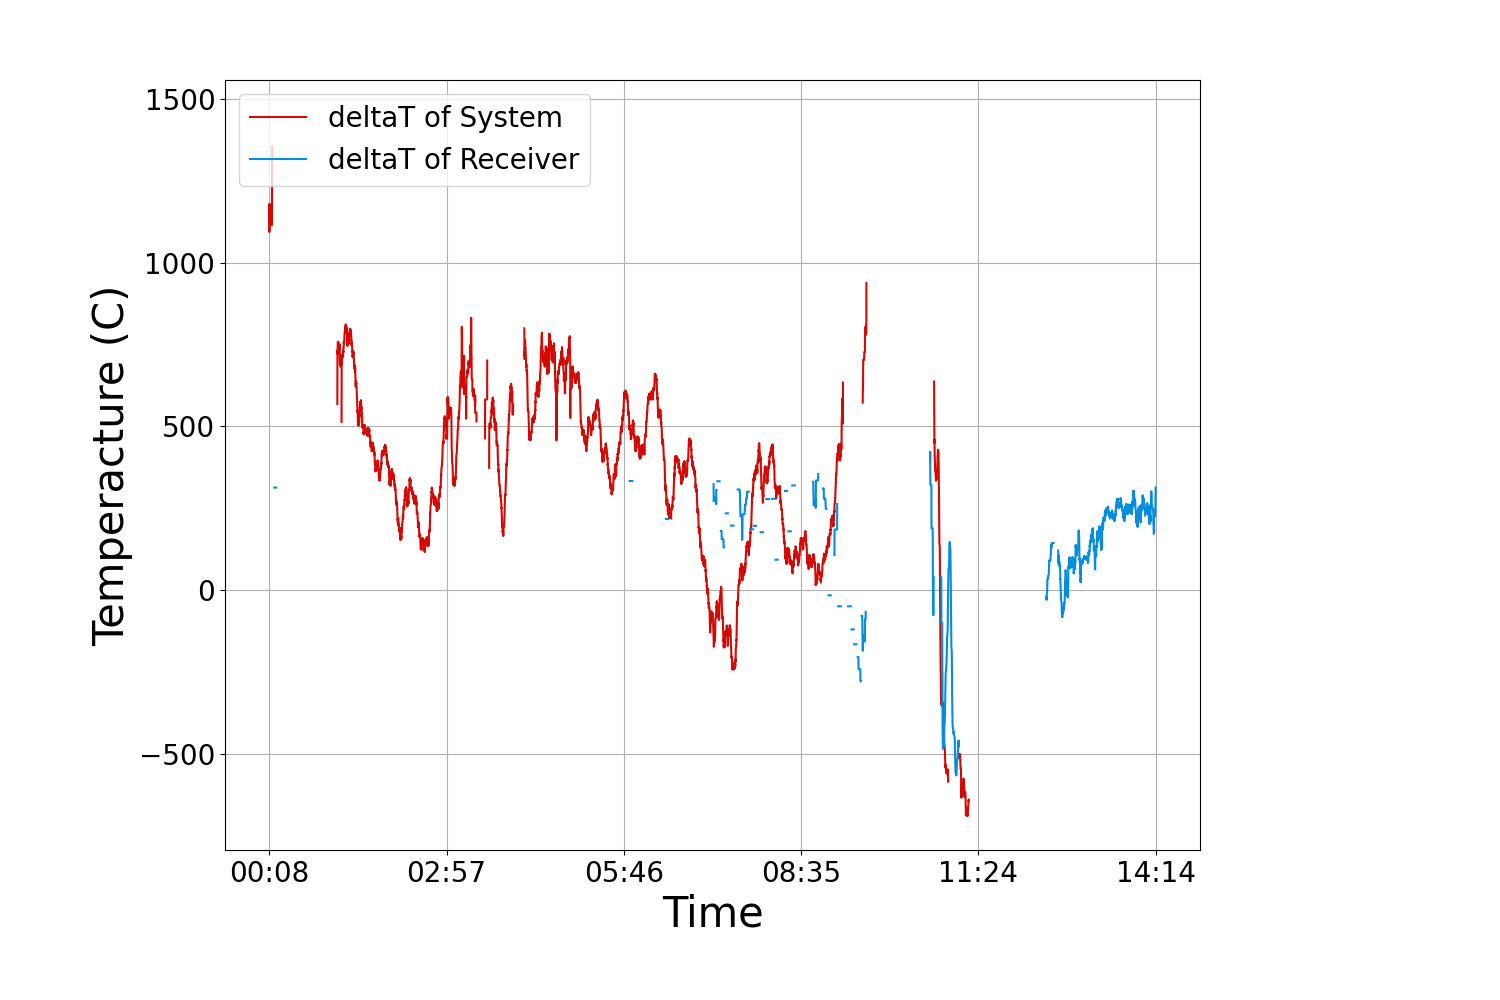 1500
1000
500
0
−500
deltaT of System
deltaT of Receiver
Temperacture (C)
00:08 02:57 05:46 08:35 11:24 14:14
Time